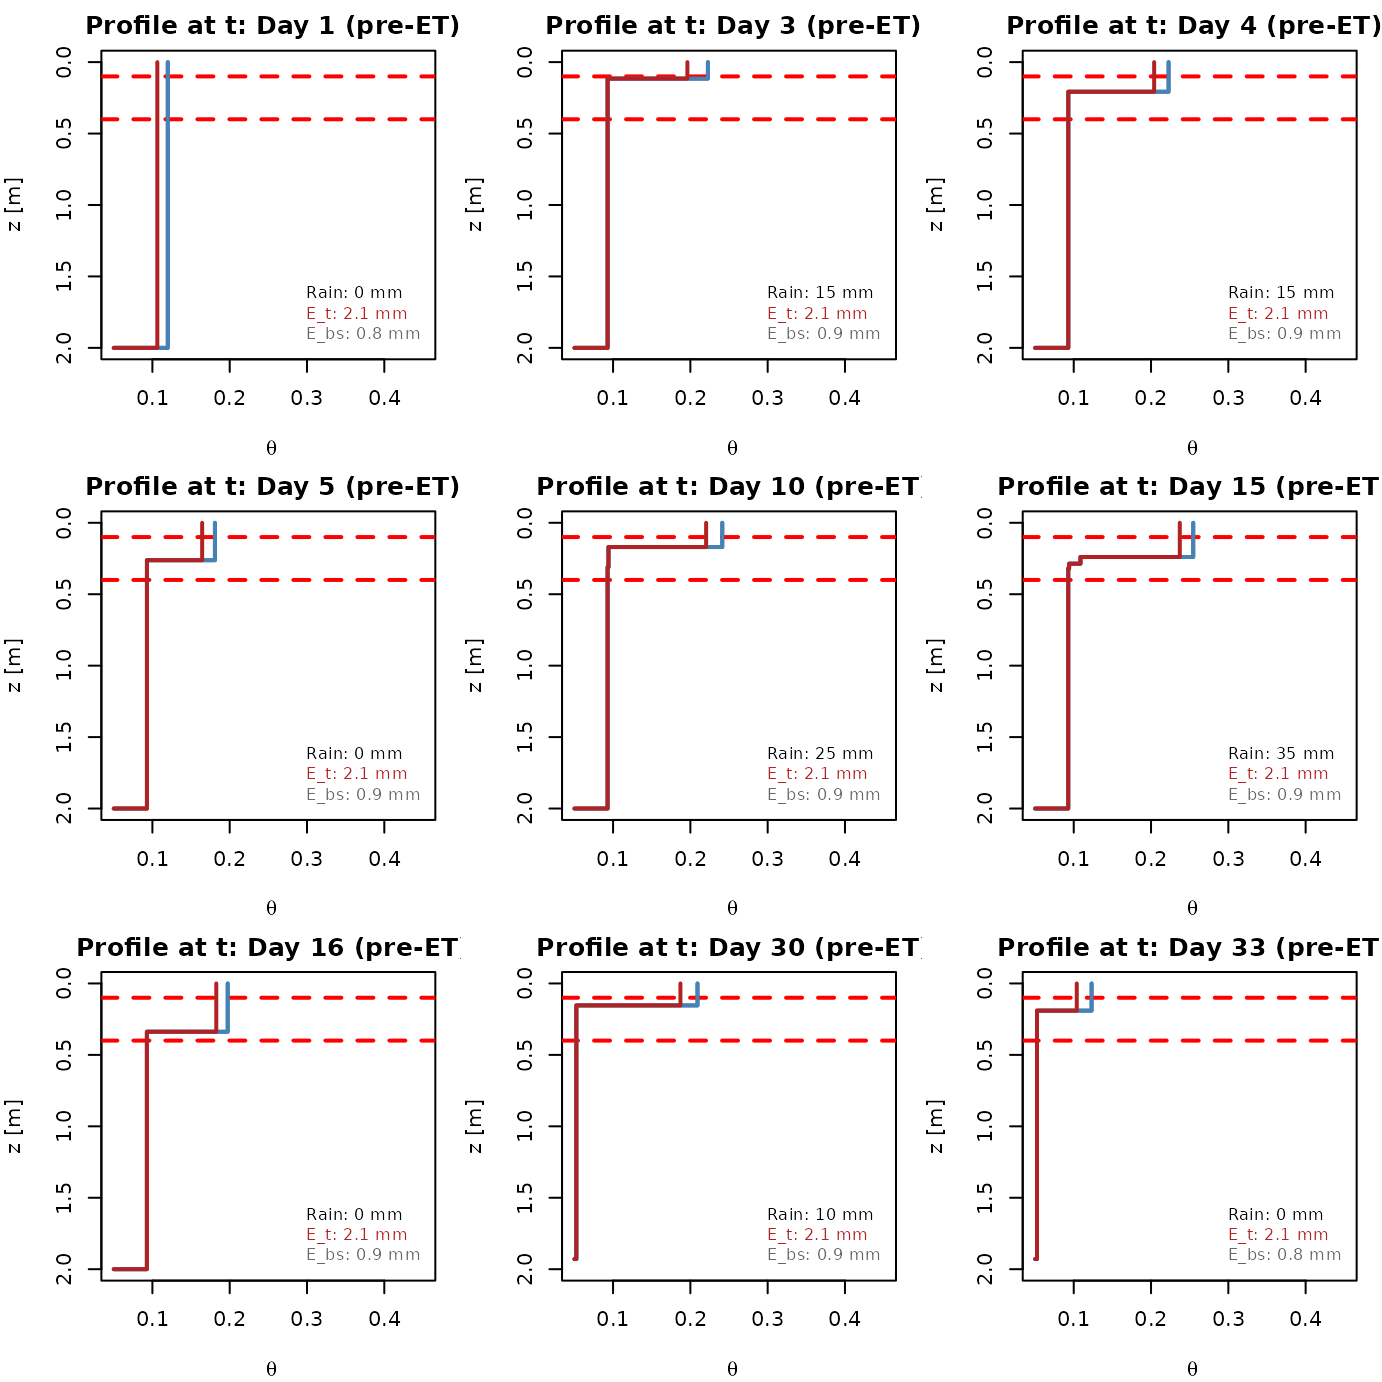 Profile at t: Day 1 (pre-ET)
z [m]
0.0
0.5
1.0
1.5
2.0
Rain: 0 mm
E_t: 2.1 mm
E_bs: 0.8 mm
0.1 0.2 0.3 0.4
θ
Profile at t: Day 3 (pre-ET)
z [m]
0.0
0.5
1.0
1.5
2.0
Rain: 15 mm
E_t: 2.1 mm
E_bs: 0.9 mm
0.1 0.2 0.3 0.4
θ
Profile at t: Day 4 (pre-ET)
z [m]
0.0
0.5
1.0
1.5
2.0
Rain: 15 mm
E_t: 2.1 mm
E_bs: 0.9 mm
0.1 0.2 0.3 0.4
θ
Profile at t: Day 5 (pre-ET)
z [m]
0.0
0.5
1.0
1.5
2.0
Rain: 0 mm
E_t: 2.1 mm
E_bs: 0.9 mm
0.1 0.2 0.3 0.4
θ
Profile at t: Day 10 (pre-ET
z [m]
0.0
0.5
1.0
1.5
2.0
Rain: 25 mm
E_t: 2.1 mm
E_bs: 0.9 mm
0.1 0.2 0.3 0.4
θ
Profile at t: Day 15 (pre-ET
z [m]
0.0
0.5
1.0
1.5
2.0
Rain: 35 mm
E_t: 2.1 mm
E_bs: 0.9 mm
0.1 0.2 0.3 0.4
θ
Profile at t: Day 16 (pre-ET
z [m]
0.0
0.5
1.0
1.5
2.0
Rain: 0 mm
E_t: 2.1 mm
E_bs: 0.9 mm
0.1 0.2 0.3 0.4
θ
Profile at t: Day 30 (pre-ET
z [m]
0.0
0.5
1.0
1.5
2.0
Rain: 10 mm
E_t: 2.1 mm
E_bs: 0.9 mm
0.1 0.2 0.3 0.4
θ
Profile at t: Day 33 (pre-ET
z [m]
0.0
0.5
1.0
1.5
2.0
Rain: 0 mm
E_t: 2.1 mm
E_bs: 0.8 mm
0.1 0.2 0.3 0.4
θ